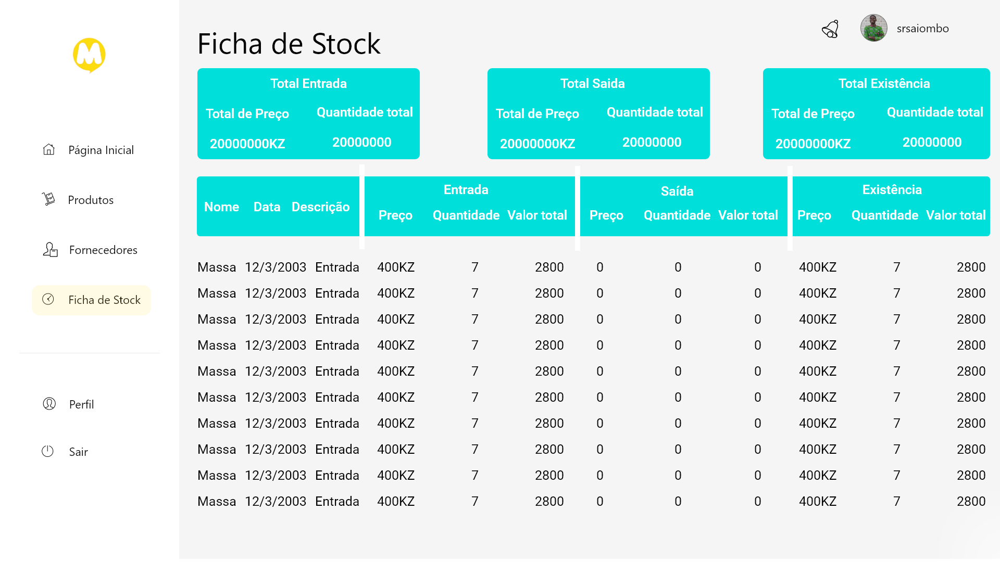 M
Página Inicial
Produtos
Fornecedores
Ficha de Stock
Perfil
Sair
Ficha de Stock
srsaiombo
Total Entrada
Total de Preço Quantidade total
20000000KZ 20000000
Total Saida
Total de Preço Quantidade total
20000000KZ 20000000
Total Existência
Total de Preço Quantidade total
20000000KZ 20000000
Entrada Saída Existência
Nome Data Descrição Preço Quantidade Valor total Preço Quantidade Valor total Preço Quantidade Valor total
Massa 12/3/2003 Entrada 400KZ 7 2800 0 0 0 400KZ 7 2800
Massa 12/3/2003 Entrada 400KZ 7 2800 0 0 0 400KZ 7 2800
Massa 12/3/2003 Entrada 400KZ 7 2800 0 0 0 400KZ 7 2800
Massa 12/3/2003 Entrada 400KZ 7 2800 0 0 0 400KZ 7 2800
Massa 12/3/2003 Entrada 400KZ 7 2800 0 0 0 400KZ 7 2800
Massa 12/3/2003 Entrada 400KZ 7 2800 0 0 0 400KZ 7 2800
Massa 12/3/2003 Entrada 400KZ 7 2800 0 0 0 400KZ 7 2800
Massa 12/3/2003 Entrada 400KZ 7 2800 0 0 0 400KZ 7 2800
Massa 12/3/2003 Entrada 400KZ 7 2800 0 0 0 400KZ 7 2800
Massa 12/3/2003 Entrada 400KZ 7 2800 0 0 0 400KZ 7 2800